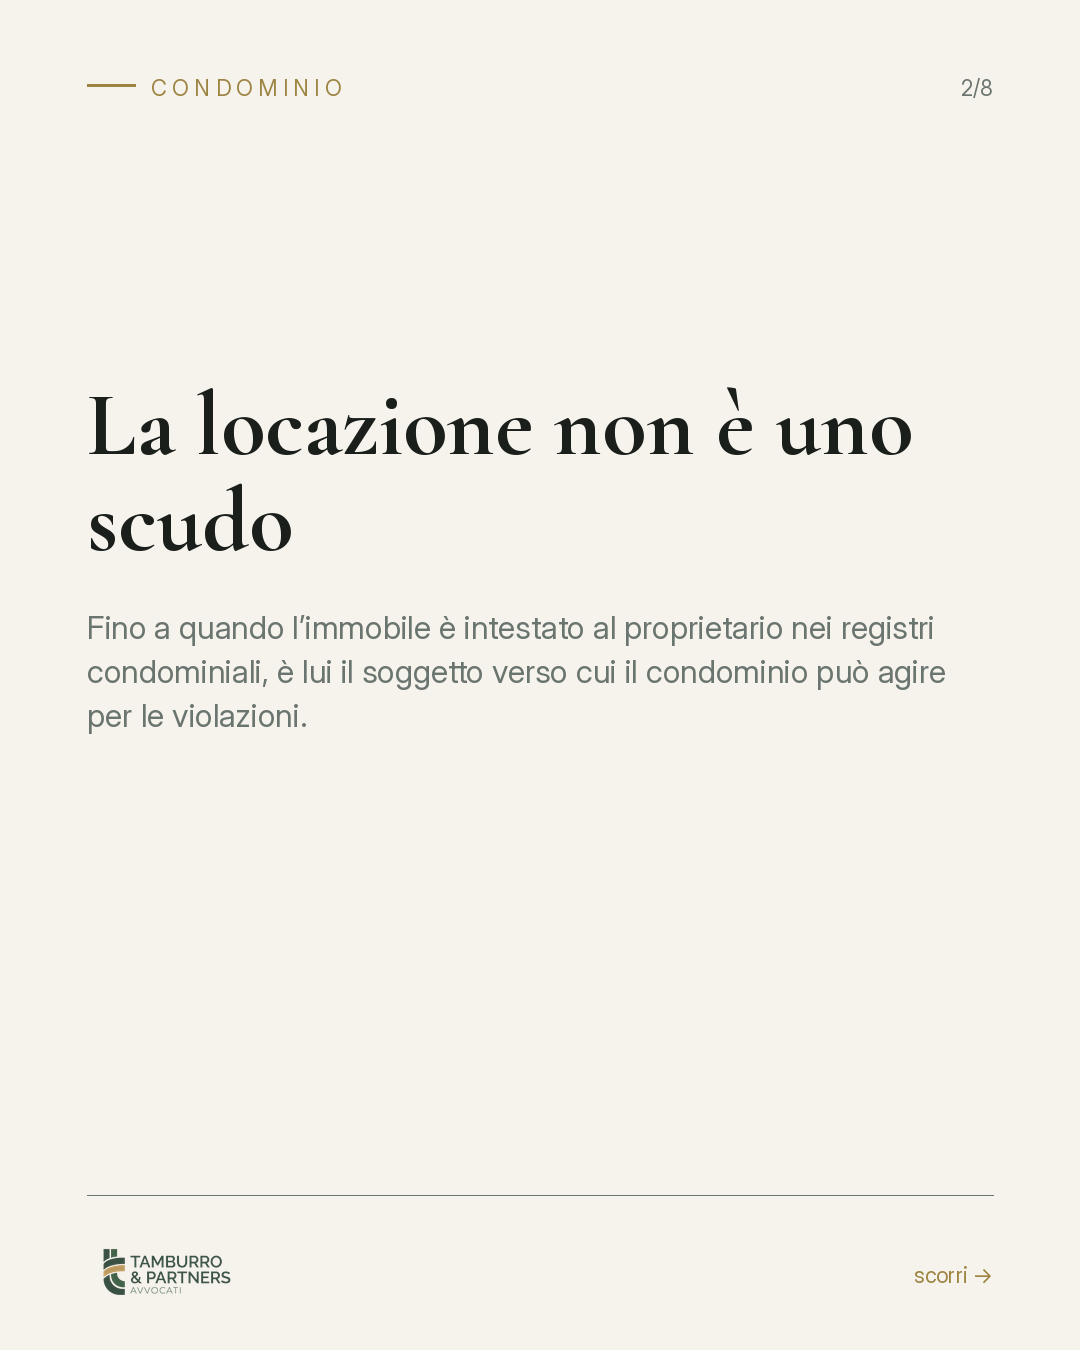 CONDOMINIO
2/8
La locazione non è uno
scudo
Fino a quando l’immobile è intestato al proprietario nei registri
condominiali, è lui il soggetto verso cui il condominio può agire
per le violazioni.
TAMBURRO
& PARTNERS
AVVOCATI
scorri →